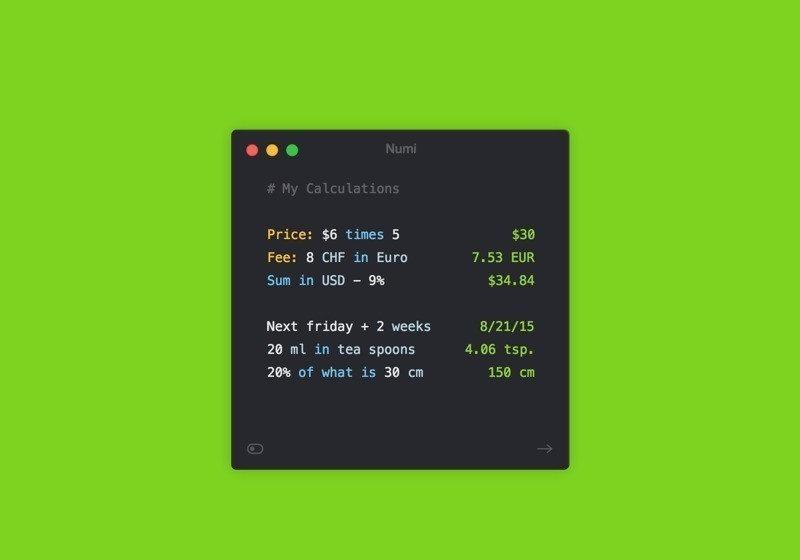 Numi
# My Calculations
Price: $6 times 5 $30
Fee: 8 CHF in Euro 7.53 EUR
Sum in USD - 9% $34.84
Next friday + 2 weeks 8/21/15
20 ml in tea spoons 4.06 tsp.
20% of what is 30 cm 150 cm